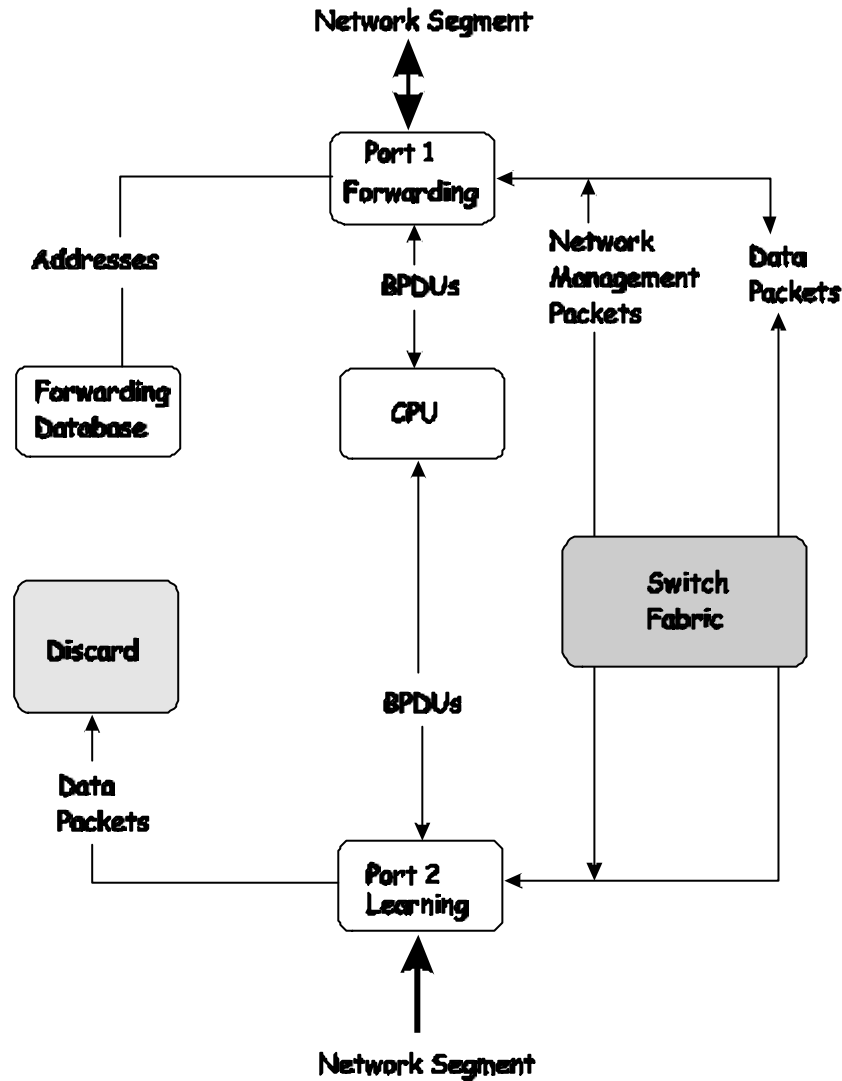 Network Segment
Port 1
Forwarding
Addresses
BPDUs
Network
Management
Packets
Data
Packets
Forwarding
Database
CPU
Switch
Fabric
Discard
BPDUs
Data
Packets
Port 2
Learning
Network Segment